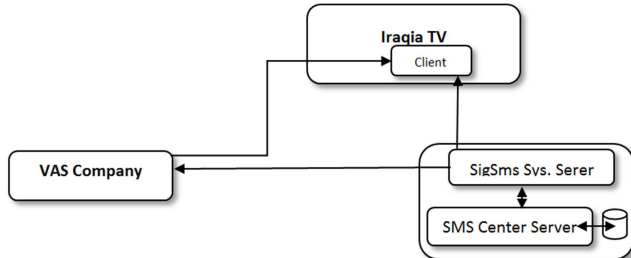 Iraqia TV
Client
VAS Company
SigSms Sys. Serer
SMS Center Server